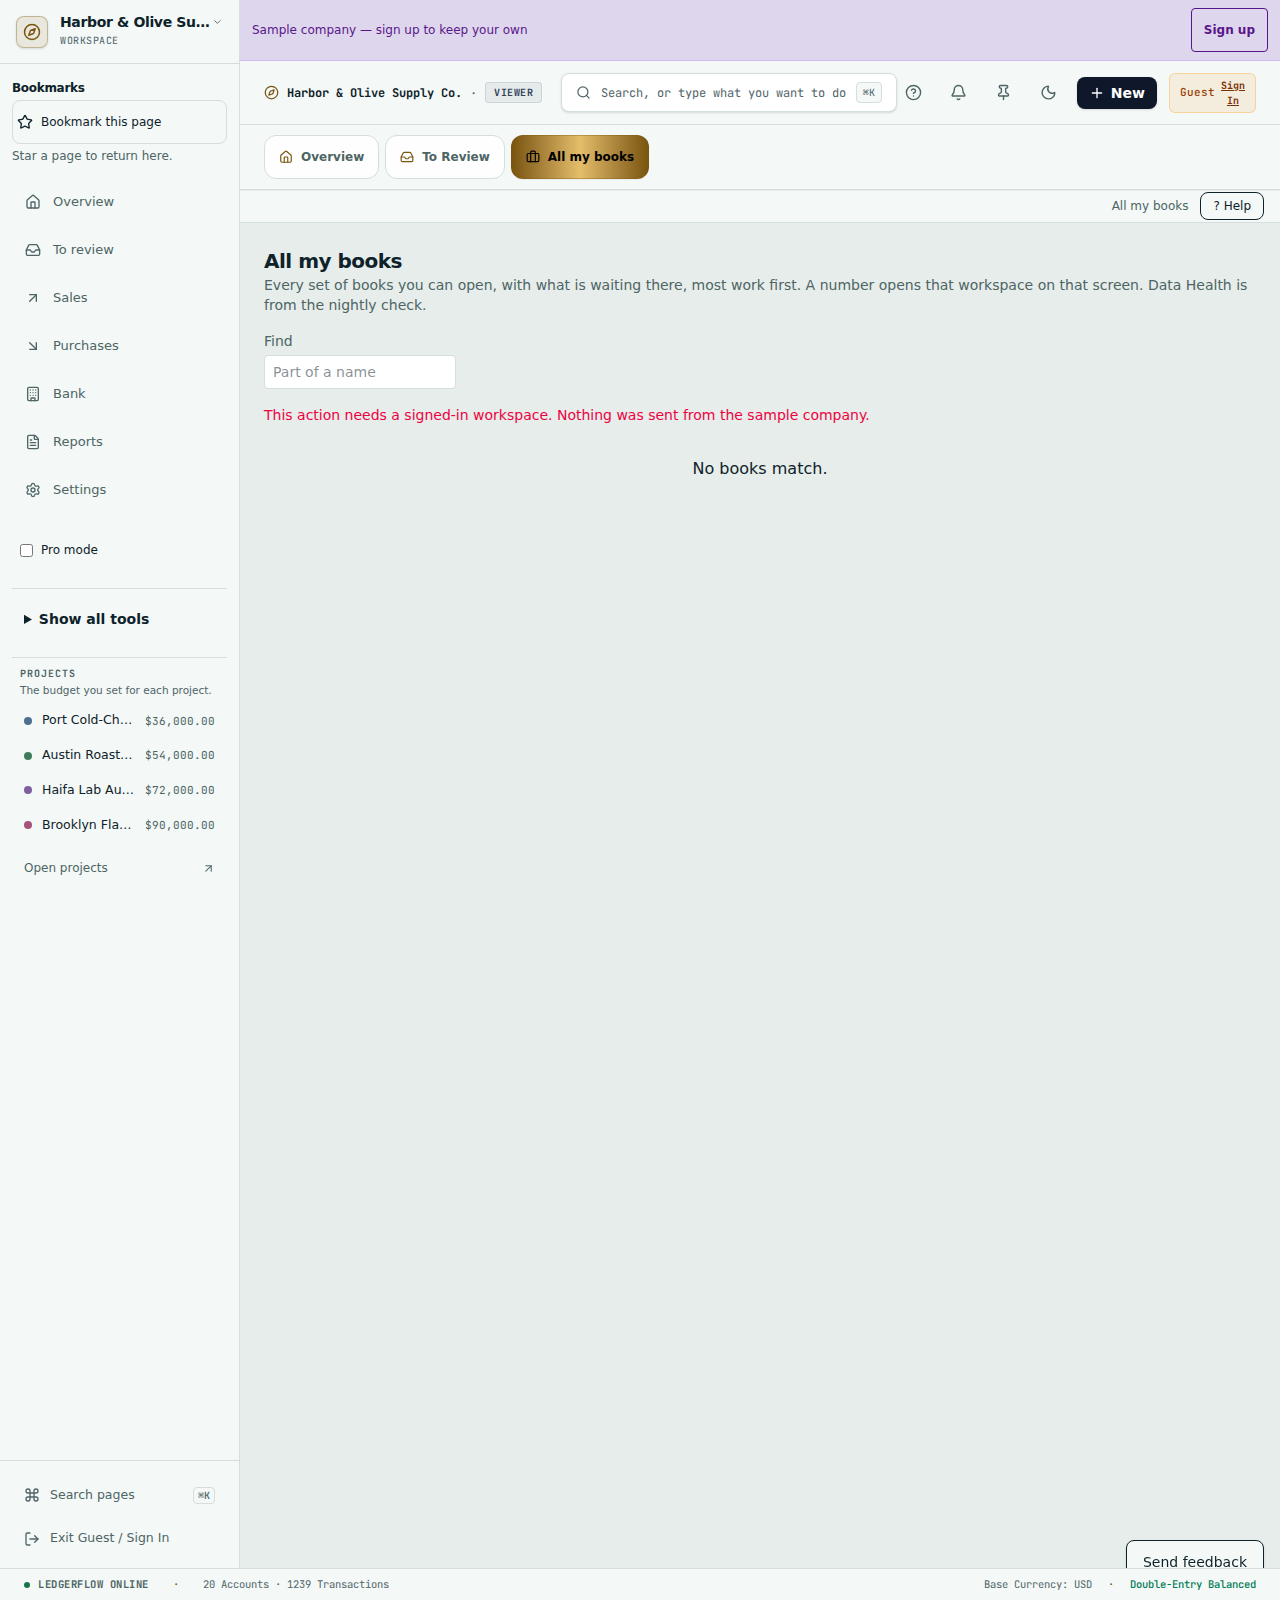 Harbor & Olive Su...
WORKSPACE
Bookmarks
Bookmark this page
Star a page to return here.
Overview
To review
Sales
Purchases
Bank
Reports
Settings
Pro mode
Show all tools
PROJECTS
The budget you set for each project.
Port Cold-Ch... $36,000.00
Austin Roast... $54,000.00
Haifa Lab Au... $72,000.00
Brooklyn Fla... $90,000.00
Open projects
Search pages ⌘K
Exit Guest / Sign In
Sample company — sign up to keep your own
Sign up
Harbor & Olive Supply Co. · VIEWER
Search, or type what you want to do ⌘K
New
Guest Sign In
Overview
To Review
All my books
All my books
? Help
All my books
Every set of books you can open, with what is waiting there, most work first. A number opens that workspace on that screen. Data Health is
from the nightly check.
Find
Part of a name
This action needs a signed-in workspace. Nothing was sent from the sample company.
No books match.
Send feedback
LEDGERFLOW ONLINE · 20 Accounts · 1239 Transactions
Base Currency: USD · Double-Entry Balanced